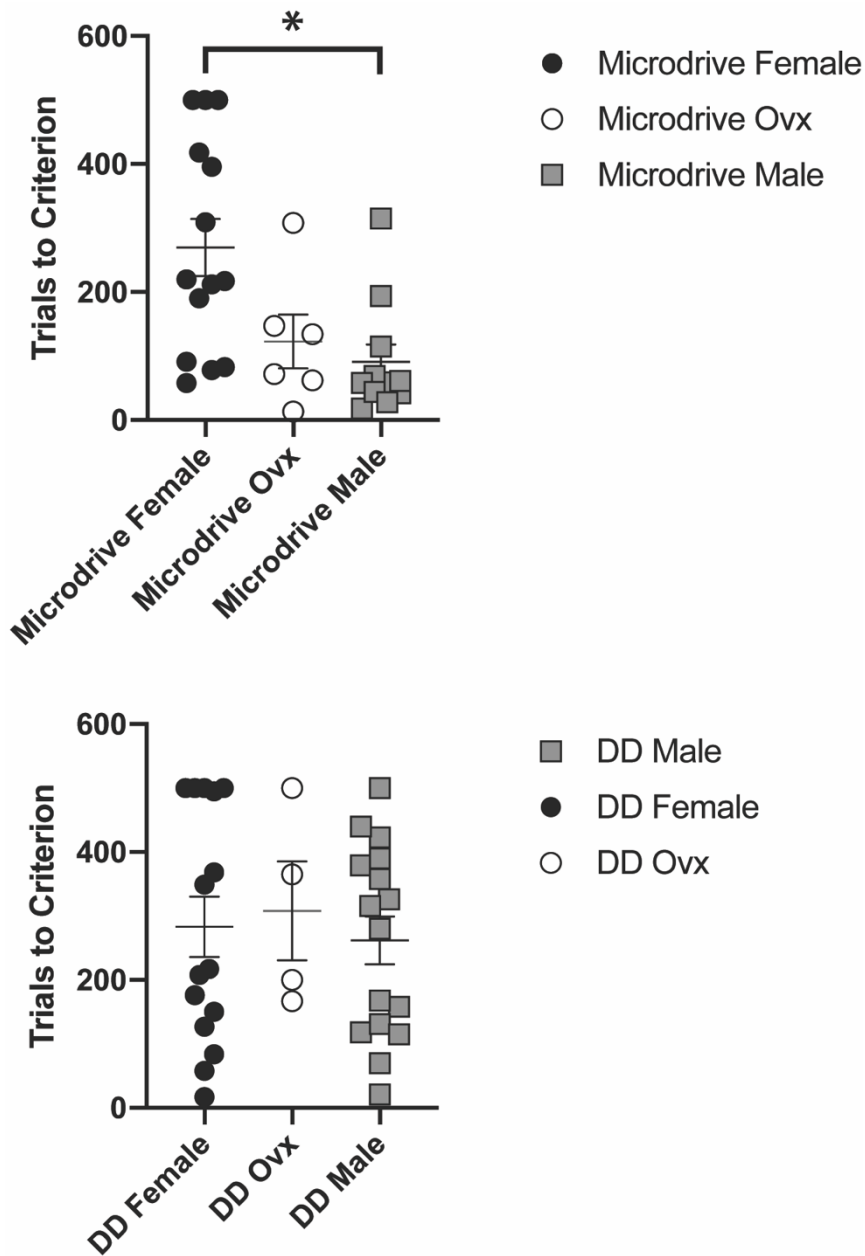 *
600
400
200
0
Trials to Criterion
Microdrive Female
Microdrive Ovx
Microdrive Male
Microdrive Female
Microdrive Ovx
Microdrive Male
600
400
200
0
Trials to Criterion
DD Female
DD Ovx
DD Male
DD Male
DD Female
DD Ovx